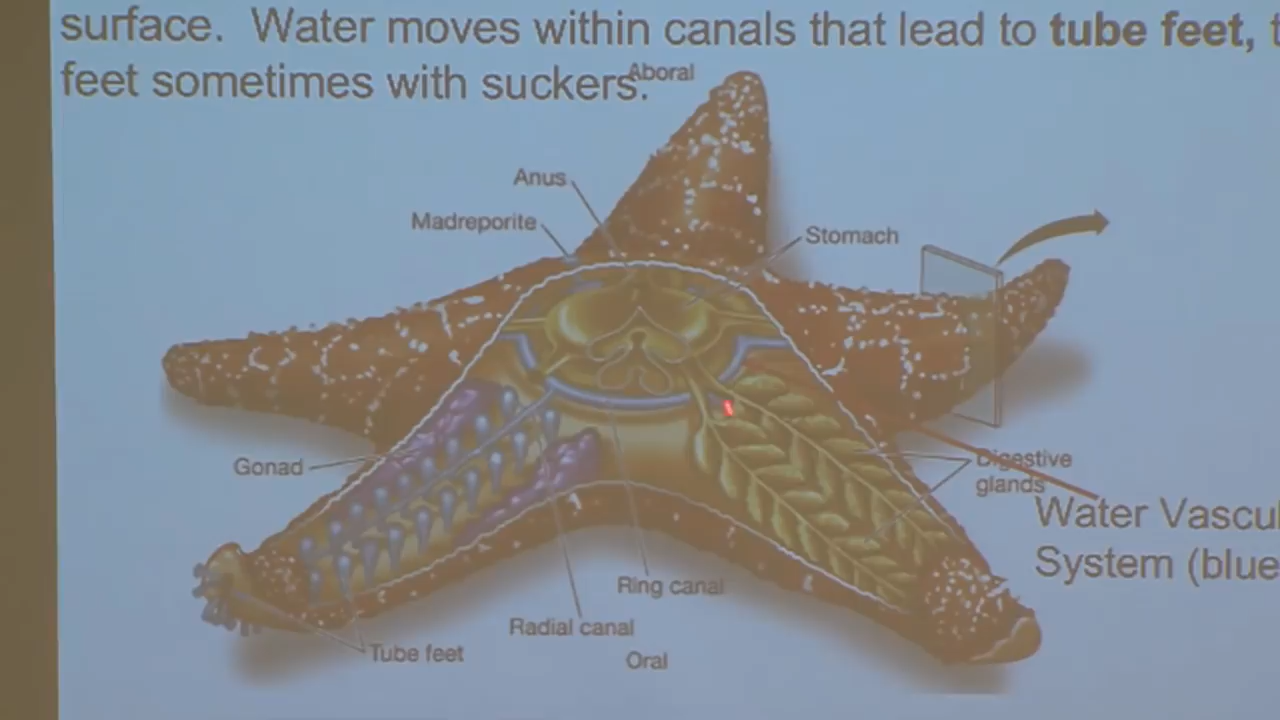 surface. Water moves within canals that lead to tube feet,
feet sometimes with suckers.
Aboral
Anus
Madreporite
Stomach
Gonad
Digestive
glands
Water Vascu
System (blue
Ring canal
Radial canal
Tube feet
Oral